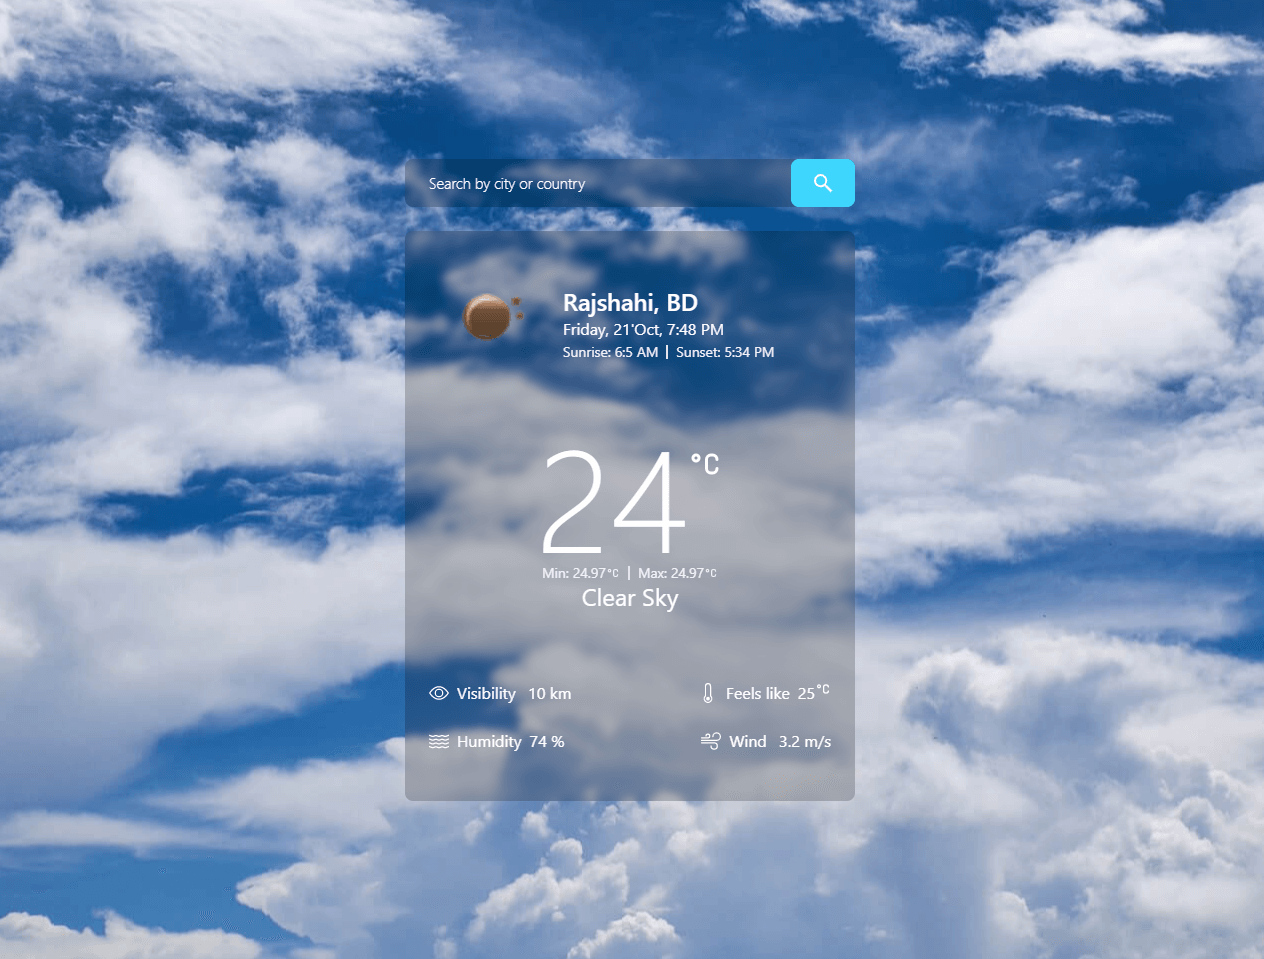 Search by city or country
Rajshahi, BD
Friday, 21'Oct, 7:48 PM
Sunrise: 6:5 AM | Sunset: 5:34 PM
24 °C
Min: 24.97°C | Max: 24.97°C
Clear Sky
Visibility 10 km
Feels like 25°C
Humidity 74 %
Wind 3.2 m/s